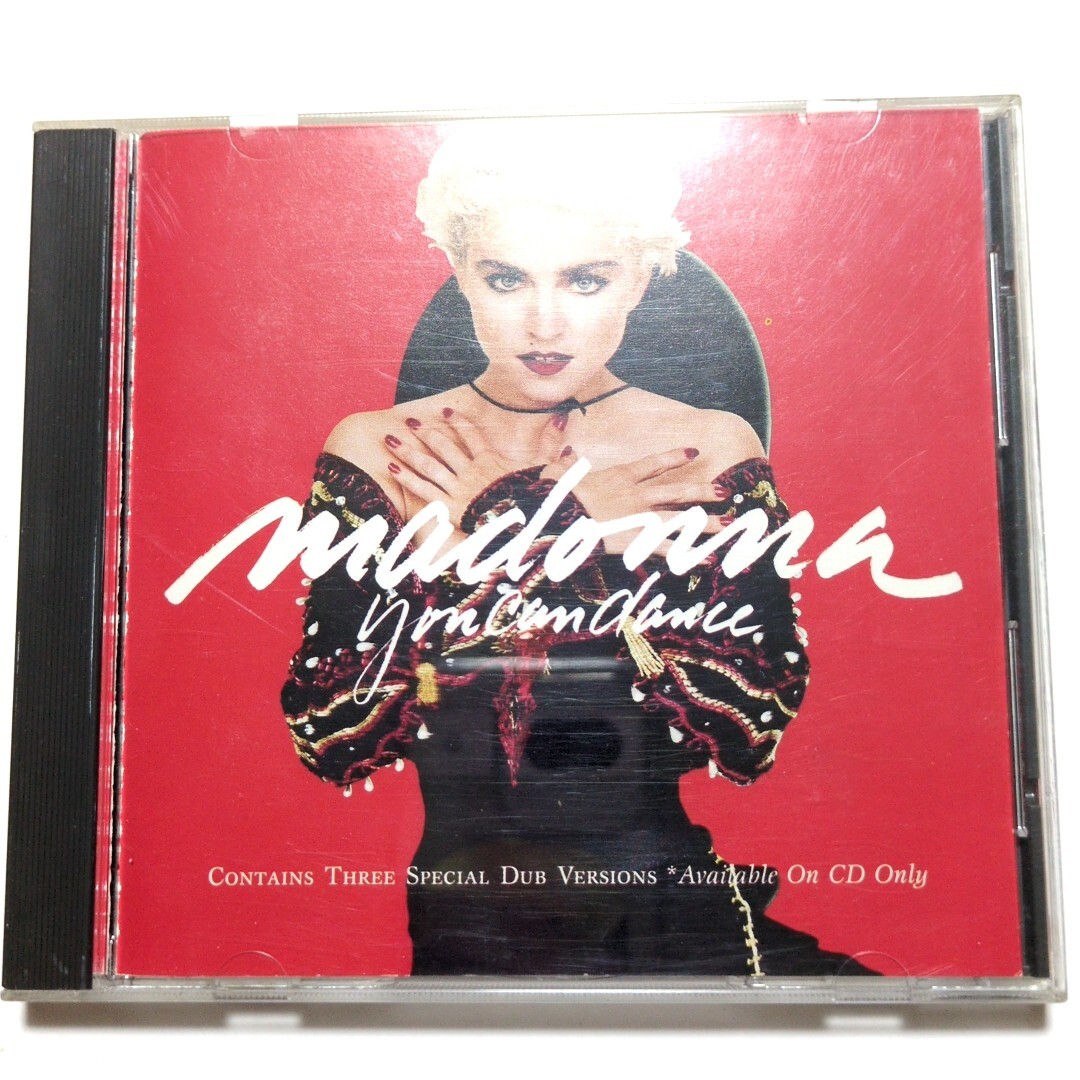 madonna
you can dance.
CONTAINS THREE SPECIAL DUB VERSIONS *Available On CD Only